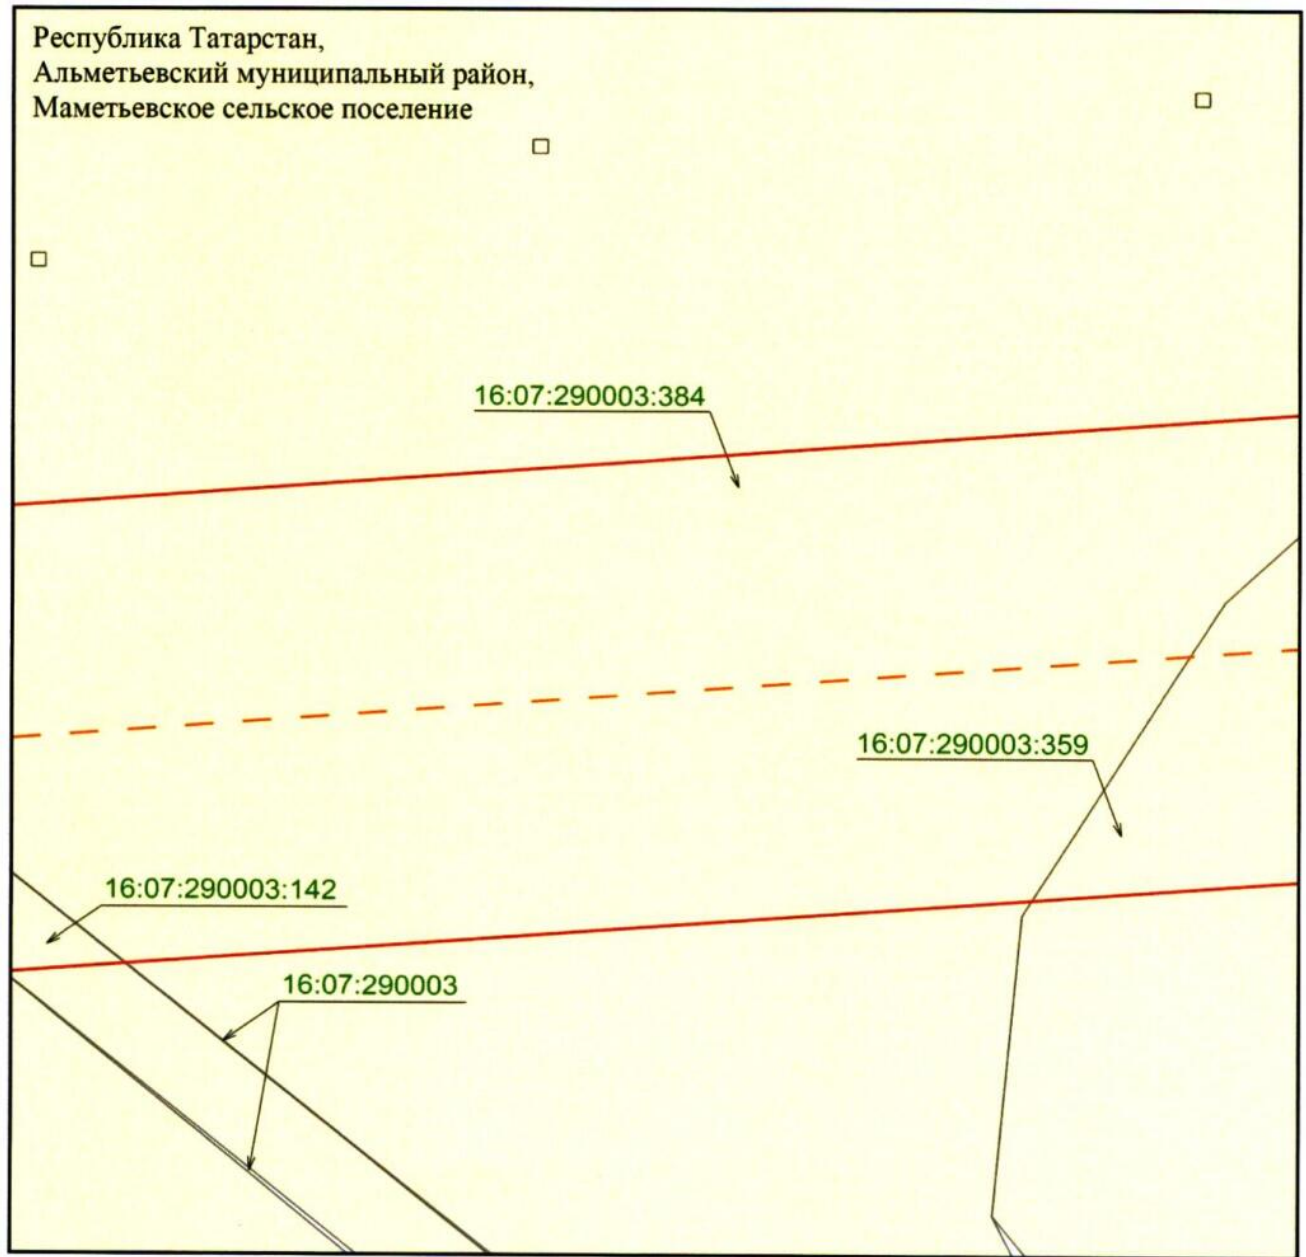 Республика Татарстан,
Альметьевский муниципальный район,
Маметьевское сельское поселение
16:07:290003:384
16:07:290003:359
16:07:290003:142
16:07:290003